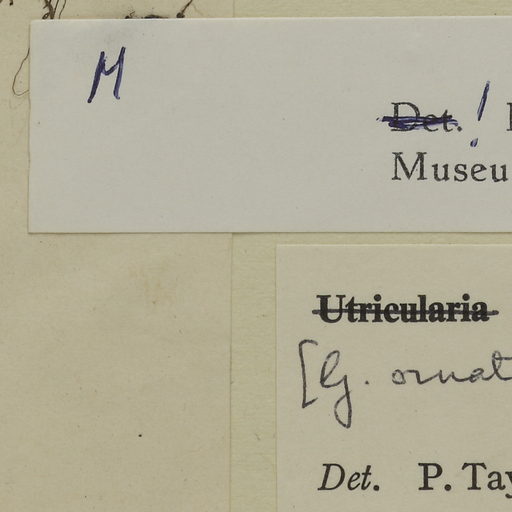 M
Det. !
Museu
Utricularia
[G. ornat
Det. P. Tay